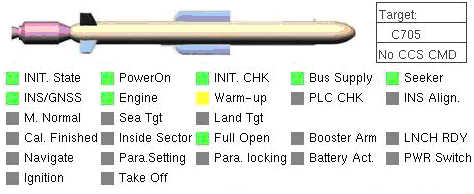 Target:
C705
No CCS CMD
INIT. State PowerOn INIT. CHK Bus Supply Seeker
INS/GNSS Engine Warm-up PLC CHK INS Align.
M. Normal Sea Tgt Land Tgt
Cal. Finished Inside Sector Full Open Booster Arm LNCH RDY
Navigate Para.Setting Para. locking Battery Act. PWR Switch
Ignition Take Off